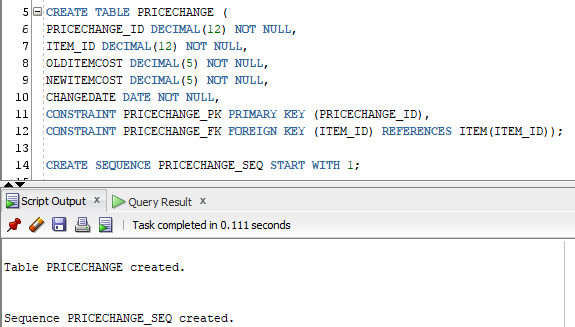 5 CREATE TABLE PRICECHANGE (
6 PRICECHANGE_ID DECIMAL(12) NOT NULL,
7 ITEM_ID DECIMAL(12) NOT NULL,
8 OLDITEMCOST DECIMAL(5) NOT NULL,
9 NEWITEMCOST DECIMAL(5) NOT NULL,
10 CHANGEDATE DATE NOT NULL,
11 CONSTRAINT PRICECHANGE_PK PRIMARY KEY (PRICECHANGE_ID),
12 CONSTRAINT PRICECHANGE_FK FOREIGN KEY (ITEM_ID) REFERENCES ITEM(ITEM_ID));
13
14 CREATE SEQUENCE PRICECHANGE_SEQ START WITH 1;
Script Output x Query Result x
Task completed in 0.111 seconds
Table PRICECHANGE created.
Sequence PRICECHANGE_SEQ created.